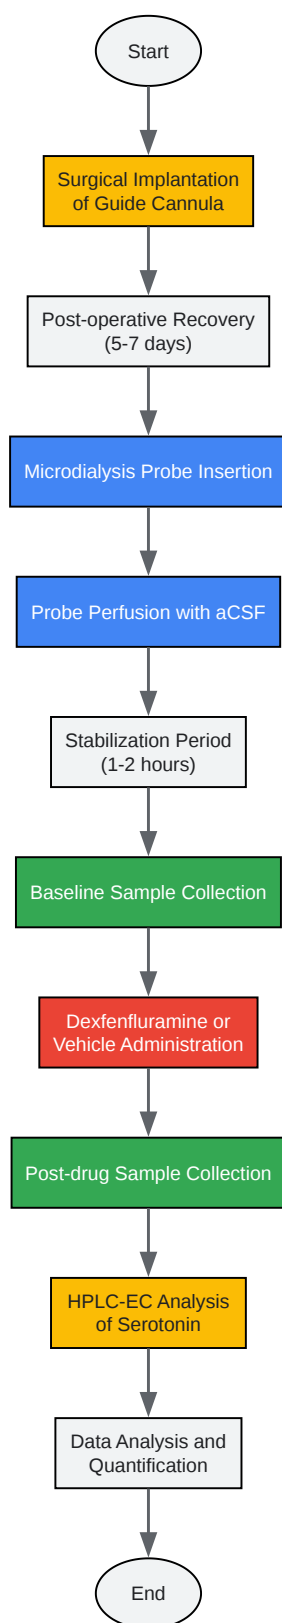 Start
Surgical Implantation
of Guide Cannula
Post-operative Recovery
(5-7 days)
Microdialysis Probe Insertion
Probe Perfusion with aCSF
Stabilization Period
(1-2 hours)
Baseline Sample Collection
Dexfenfluramine or
Vehicle Administration
Post-drug Sample Collection
HPLC-EC Analysis
of Serotonin
Data Analysis and
Quantification
End